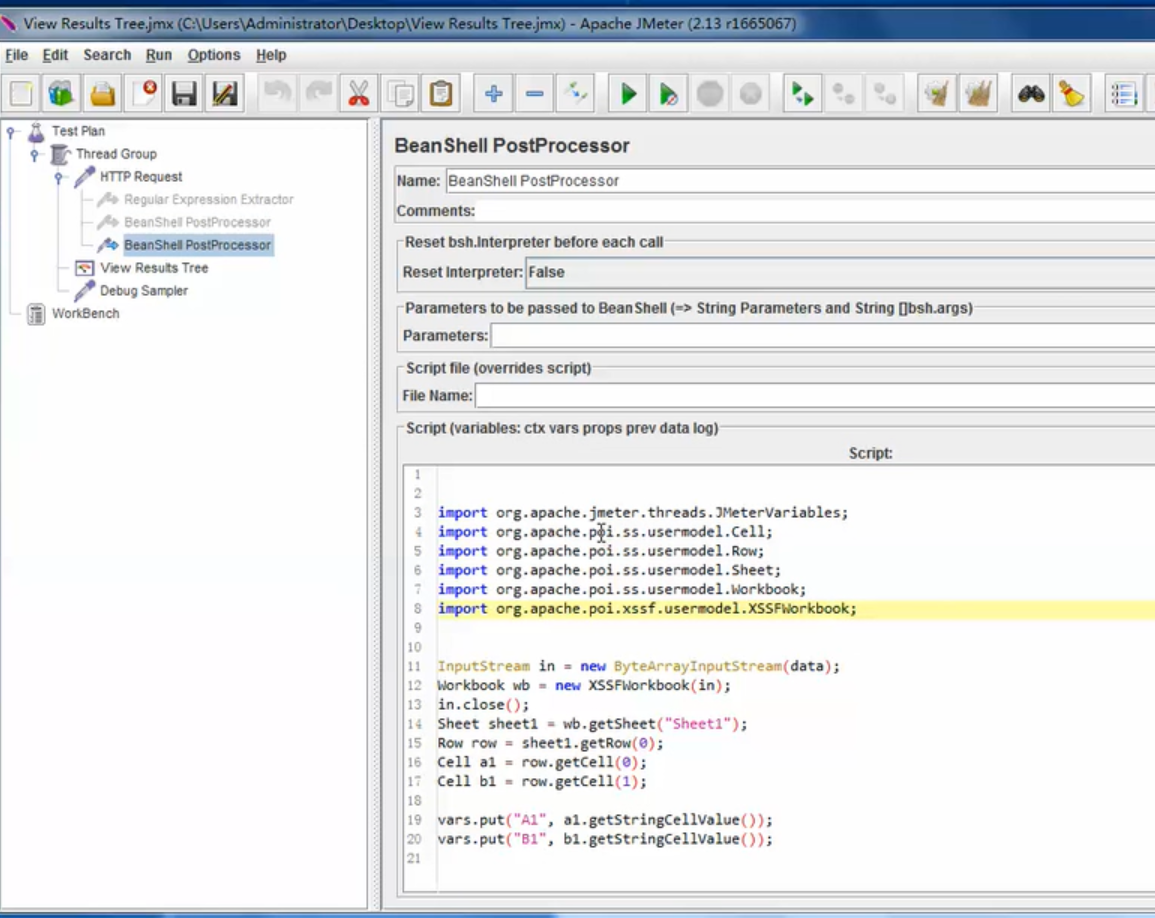 View Results Tree.jmx (C:\Users\Administrator\Desktop\View Results Tree.jmx) - Apache JMeter (2.13 r1665067)
File Edit Search Run Options Help
Test Plan
Thread Group
HTTP Request
Regular Expression Extractor
BeanShell PostProcessor
BeanShell PostProcessor
View Results Tree
Debug Sampler
WorkBench
BeanShell PostProcessor
Name: BeanShell PostProcessor
Comments:
Reset bsh.Interpreter before each call
Reset Interpreter: False
Parameters to be passed to BeanShell (=> String Parameters and String []bsh.args)
Parameters:
Script file (overrides script)
File Name:
Script (variables: ctx vars props prev data log)
Script:
1
2
3 import org.apache.jmeter.threads.JMeterVariables;
4 import org.apache.poi.ss.usermodel.Cell;
5 import org.apache.poi.ss.usermodel.Row;
6 import org.apache.poi.ss.usermodel.Sheet;
7 import org.apache.poi.ss.usermodel.Workbook;
8 import org.apache.poi.xssf.usermodel.XSSFWorkbook;
9
10
11 InputStream in = new ByteArrayInputStream(data);
12 Workbook wb = new XSSFWorkbook(in);
13 in.close();
14 Sheet sheet1 = wb.getSheet("Sheet1");
15 Row row = sheet1.getRow(0);
16 Cell a1 = row.getCell(0);
17 Cell b1 = row.getCell(1);
18
19 vars.put("A1", a1.getStringCellValue());
20 vars.put("B1", b1.getStringCellValue());
21